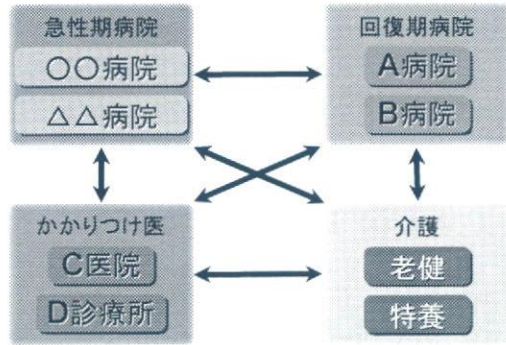 急性期病院
○○病院
△△病院
回復期病院
A病院
B病院
かかりつけ医
C医院
D診療所
介護
老健
特養